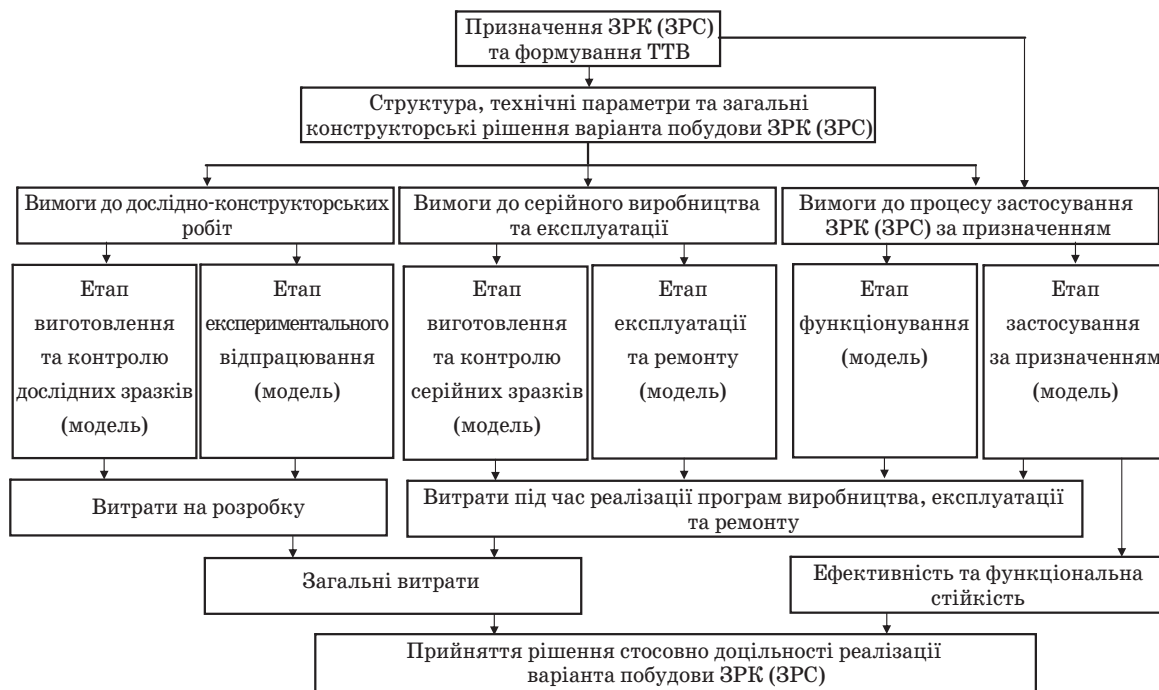 Призначення ЗРК (ЗРС)
та формування ТТВ
Структура, технічні параметри та загальні
конструкторські рішення варіанта побудови ЗРК (ЗРС)
Вимоги до дослідно-конструкторських
робіт
Вимоги до серійного виробництва
та експлуатації
Вимоги до процесу застосування
ЗРК (ЗРС) за призначенням
Етап
виготовлення
та контролю
дослідних зразків
(модель)
Етап
експериментального
відпрацювання
(модель)
Етап
виготовлення
та контролю
серійних зразків
(модель)
Етап
експлуатації
та ремонту
(модель)
Етап
функціонування
(модель)
Етап
застосування
за призначенням
(модель)
Витрати на розробку
Витрати під час реалізації програм виробництва, експлуатації
та ремонту
Загальні витрати
Ефективність та функціональна
стійкість
Прийняття рішення стосовно доцільності реалізації
варіанта побудови ЗРК (ЗРС)